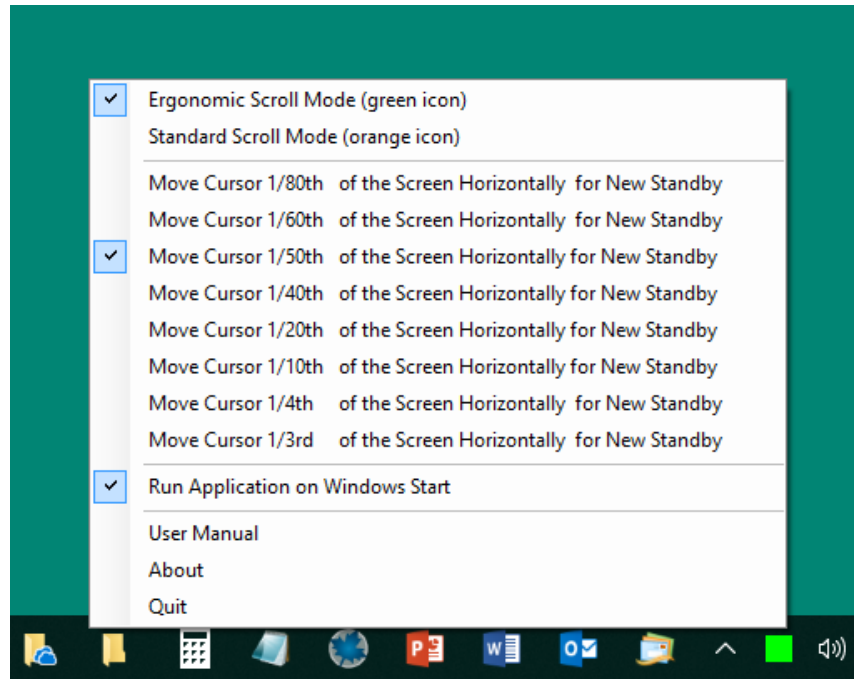 Ergonomic Scroll Mode (green icon)
Standard Scroll Mode (orange icon)
Move Cursor 1/80th of the Screen Horizontally for New Standby
Move Cursor 1/60th of the Screen Horizontally for New Standby
Move Cursor 1/50th of the Screen Horizontally for New Standby
Move Cursor 1/40th of the Screen Horizontally for New Standby
Move Cursor 1/20th of the Screen Horizontally for New Standby
Move Cursor 1/10th of the Screen Horizontally for New Standby
Move Cursor 1/4th of the Screen Horizontally for New Standby
Move Cursor 1/3rd of the Screen Horizontally for New Standby
Run Application on Windows Start
User Manual
About
Quit